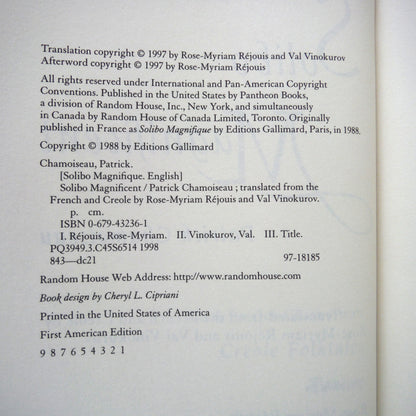 Translation copyright © 1997 by Rose-Myriam Réjouis and Val Vinokurov
Afterword copyright © 1997 by Rose-Myriam Réjouis
All rights reserved under International and Pan-American Copyright
Conventions. Published in the United States by Pantheon Books,
a division of Random House, Inc., New York, and simultaneously
in Canada by Random House of Canada Limited, Toronto. Originally
published in France as Solibo Magnifique by Editions Gallimard, Paris, in 1988.
Copyright © 1988 by Editions Gallimard
Chamoiseau, Patrick.
[Solibo Magnifique. English]
Solibo Magnificent / Patrick Chamoiseau ; translated from the
French and Creole by Rose-Myriam Réjouis and Val Vinokurov.
p. cm.
ISBN 0-679-43236-1
I. Réjouis, Rose-Myriam. II. Vinokurov, Val. III. Title.
PQ3949.3.C45S6514 1998
843—dc21 97-18185
Random House Web Address: http://www.randomhouse.com
Book design by Cheryl L. Cipriani
Printed in the United States of America
First American Edition
9 8 7 6 5 4 3 2 1